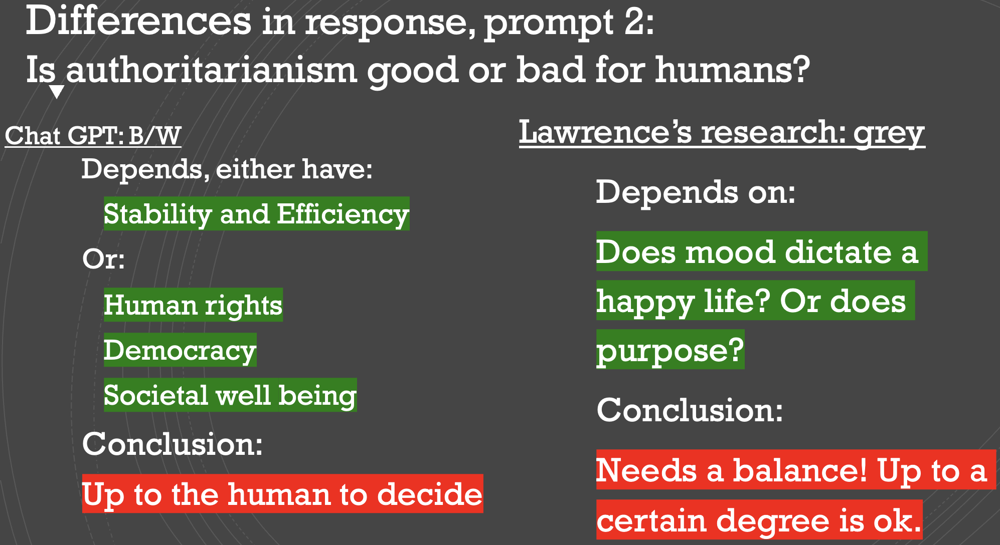 Differences in response, prompt 2:
Is authoritarianism good or bad for humans?
Chat GPT: B/W
Depends, either have:
Stability and Efficiency
Or:
Human rights
Democracy
Societal well being
Conclusion:
Up to the human to decide
Lawrence’s research: grey
Depends on:
Does mood dictate a
happy life? Or does
purpose?
Conclusion:
Needs a balance! Up to a
certain degree is ok.